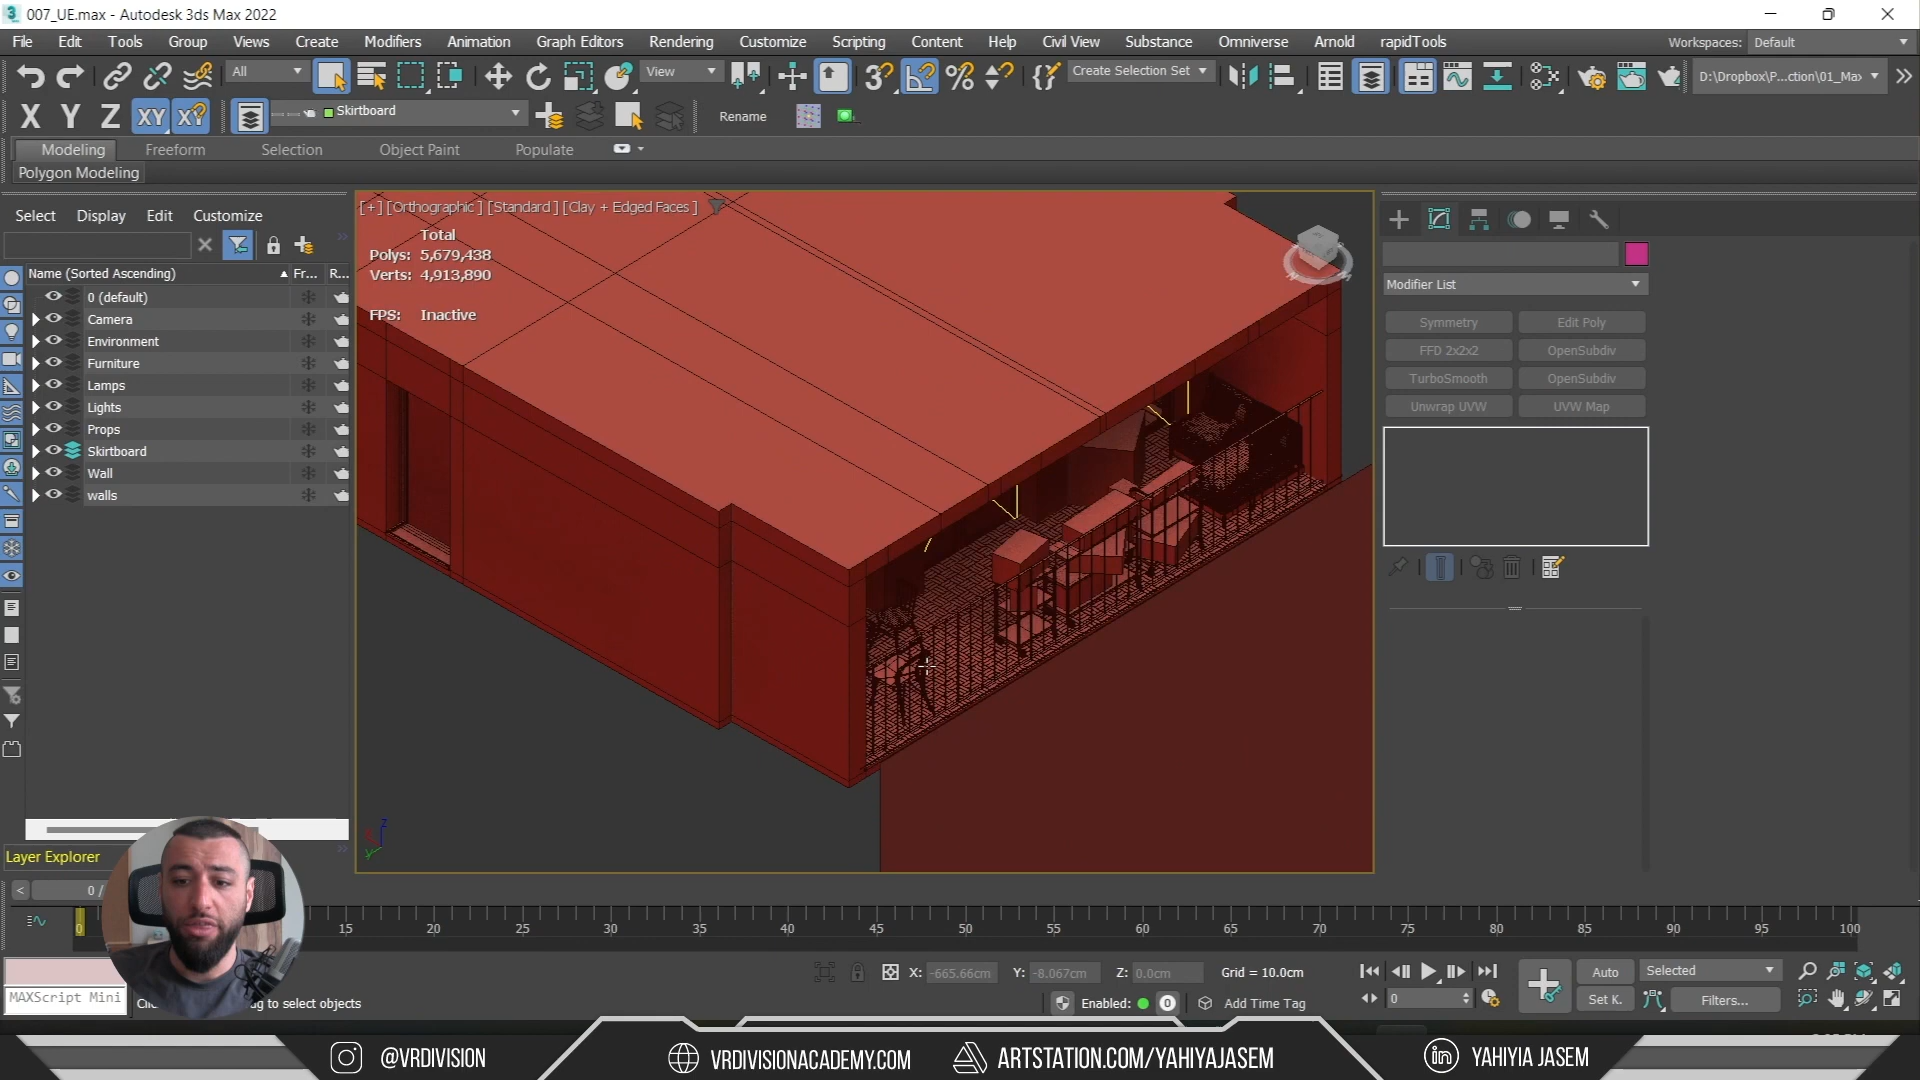 007_UE.max - Autodesk 3ds Max 2022
File Edit Tools Group Views Create Modifiers Animation Graph Editors Rendering Customize Scripting Content Help Civil View Substance Omniverse Arnold rapidTools Workspaces: Default
All View Create Selection Set D:\Dropbox\P...ction\01_Max
X Y Z XY XY Skirtboard Rename
Modeling Freeform Selection Object Paint Populate
Polygon Modeling
Select Display Edit Customize
Name (Sorted Ascending) Fr... R...
0 (default)
Camera
Environment
Furniture
Lamps
Lights
Props
Skirtboard
Wall
walls
Layer Explorer
[+] [Orthographic ] [Standard ] [Clay + Edged Faces ]
Total
Polys: 5,679,438
Verts: 4,913,890
FPS: Inactive
Modifier List
Symmetry Edit Poly
FFD 2x2x2 OpenSubdiv
TurboSmooth OpenSubdiv
Unwrap UVW UVW Map
0 /
0 15 20 25 30 35 40 45 50 55 60 65 70 75 80 85 90 95 100
X: -665.66cm Y: -8.067cm Z: 0.0cm Grid = 10.0cm
Auto Selected
MAXScript Mini
g to select objects
Enabled: 0 Add Time Tag
0 Set K. Filters...
@VRDIVISION
VRDIVISIONACADEMY.COM
ARTSTATION.COM/YAHIYAJASEM
in YAHIYIA JASEM